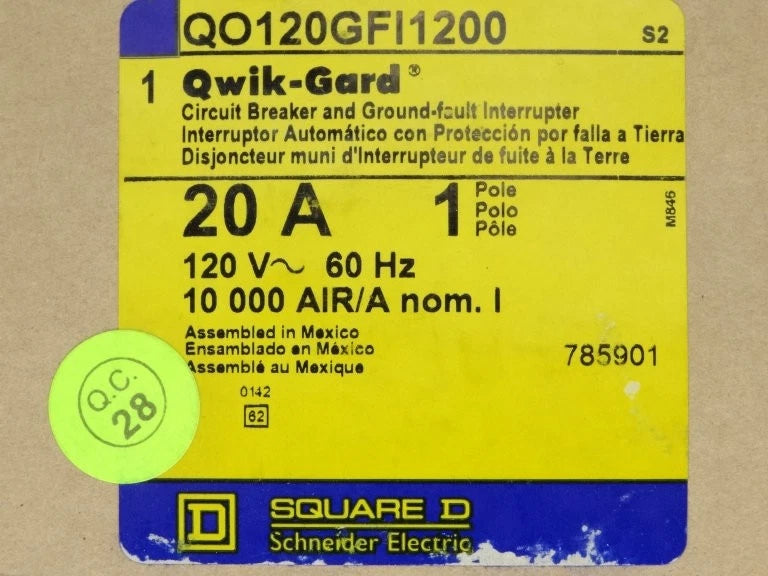 QO120GFI1200 S2
1 Qwik-Gard®
Circuit Breaker and Ground-fault Interrupter
Interruptor Automático con Protección por falla a Tierra
Disjoncteur muni d'Interrupteur de fuite à la Terre
20 A 1 Pole
Polo
Pôle
M846
120 V~ 60 Hz
10 000 AIR/A nom. I
Assembled in Mexico
Ensamblado en México
Assemblé au Mexique
785901
0142
62
Q.C.
28
D SQUARE D
Schneider Electric